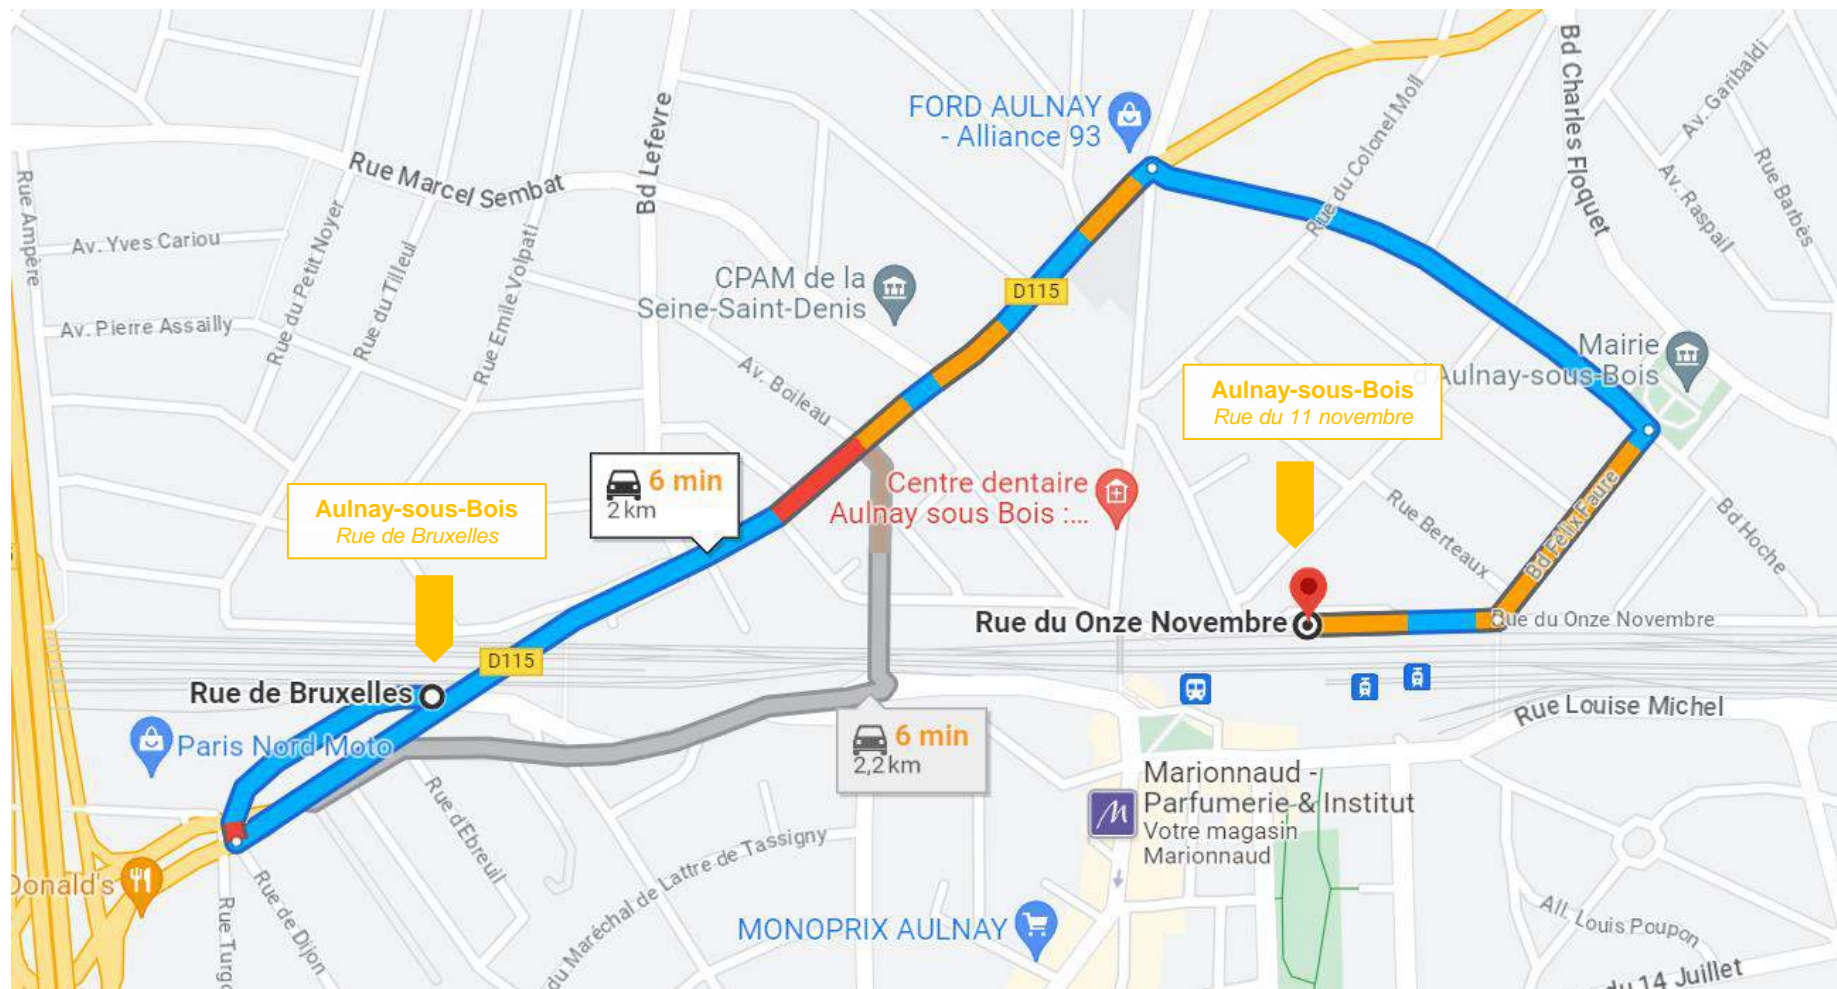 Bd Charles Floquet
Av. Garibaldi
Rue du Colonel Moll
FORD AULNAY
- Alliance 93
Bd Lefevre
Rue Marcel Sembat
Rue Ampère
Rue Barbès
Av. Raspail
Av. Yves Cariou
Rue du Petit Noyer
Rue du Tilleul
Rue Emile Volpati
CPAM de la
Seine-Saint-Denis
D115
Av. Pierre Assailly
Mairie
d'Aulnay-sous-Bois
Av. Boileau
Aulnay-sous-Bois
Rue du 11 novembre
6 min
2 km
Centre dentaire
Aulnay sous Bois :...
Aulnay-sous-Bois
Rue de Bruxelles
Rue Berteaux
Bd Félix Faure
Bd Hoche
Rue du Onze Novembre
Rue du Onze Novembre
D115
Rue de Bruxelles
Rue Louise Michel
Paris Nord Moto
6 min
2,2 km
Marionnaud -
Parfumerie & Institut
Votre magasin
Marionnaud
M
Rue d'Ebreuil
du Maréchal de Lattre de Tassigny
Donald's
Rue Turgo
Rue de Dijon
MONOPRIX AULNAY
All. Louis Poupon
du 14 Juillet